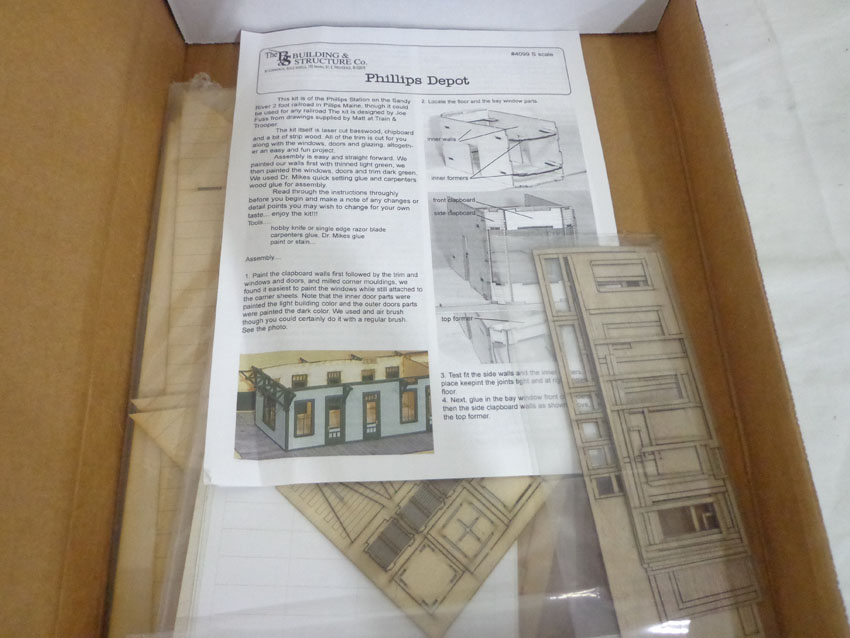 The BS BUILDING &
STRUCTURE Co.
#4099 S scale
Phillips Depot
This kit is of the Phillips Station on the Sandy
River 2 foot railroad in Pillips Maine, though it could
be used for any railroad The kit is designed by Joe
Fuss from drawings supplied by Matt at Train &
Trooper.
The kit itself is laser cut basswood, chipboard
and a bit of strip wood. All of the trim is cut for you
along with the windows, doors and glazing, altogeth-
er an easy and fun project.
Assembly is easy and straight forward. We
painted our walls first with thinned light green, we
then painted the windows, doors and trim dark green.
We used Dr. Mikes quick setting glue and carpenters
wood glue for assembly.
Read through the instructions throughly
before you begin and make a note of any changes or
detail points you may wish to change for your own
taste... enjoy the kit!!!
Tools....
hobby knife or single edge razor blade
carpenters glue, Dr. Mikes glue
paint or stain...
Assembly...
1. Paint the clapboard walls first followed by the trim and
windows and doors, and milled corner mouldings, we
found it easiest to paint the windows while still attached to
the carrier sheets. Note that the inner door parts were
painted the light building color and the outer doors parts
were painted the dark color. We used and air brush
though you could certainly do it with a regular brush.
See the photo.
2. Locate the floor and the bay window parts.
inner walls
inner formers
front clapboard
side clapboard
top former
3. Test fit the side walls and the inner
place keepint the joints tight and at
floor.
4. Next, glue in the bay window front
then the side clapboard walls as shown
the top former.